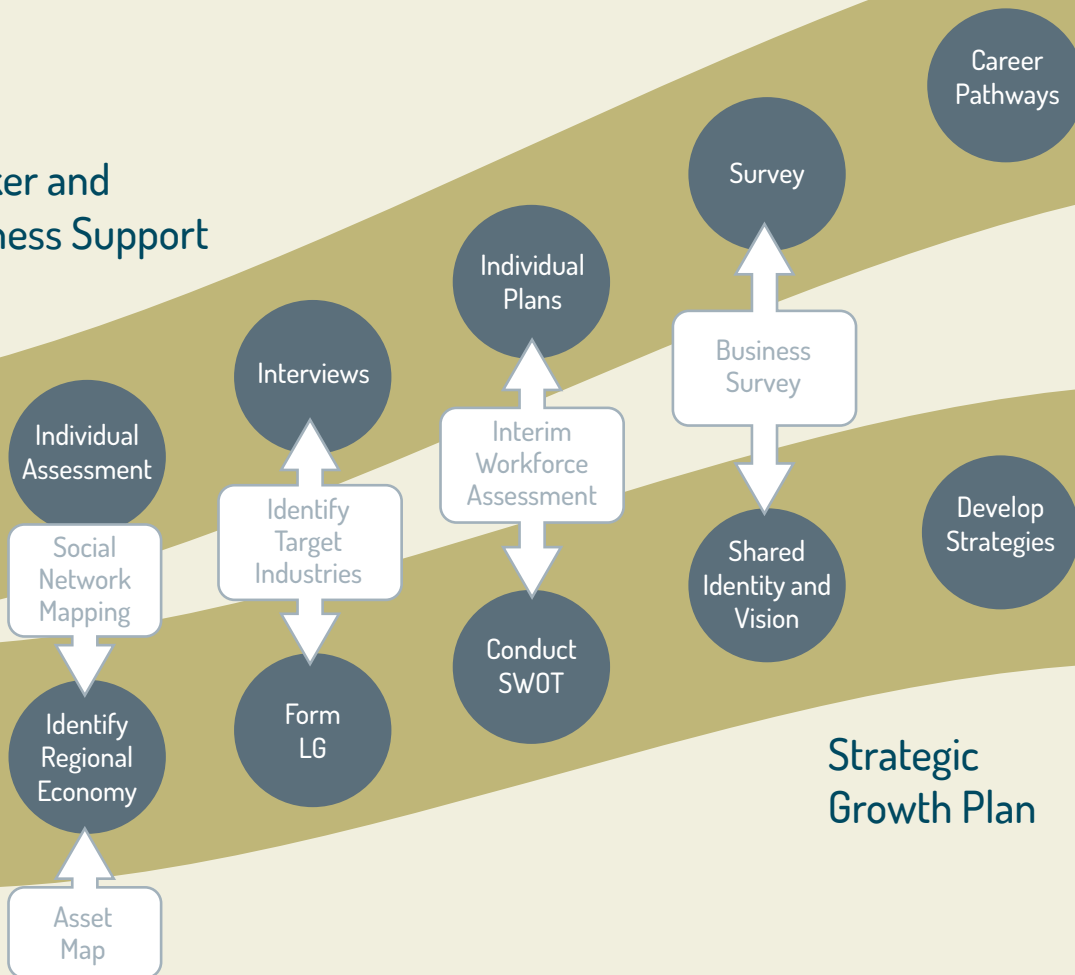 Career
Pathways
Survey
ker and
ness Support
Individual
Plans
Interviews
Business
Survey
Individual
Assessment
Interim
Workforce
Assessment
Identify
Target
Industries
Develop
Strategies
Social
Network
Mapping
Shared
Identity and
Vision
Conduct
SWOT
Form
LG
Identify
Regional
Economy
Strategic
Growth Plan
Asset
Map